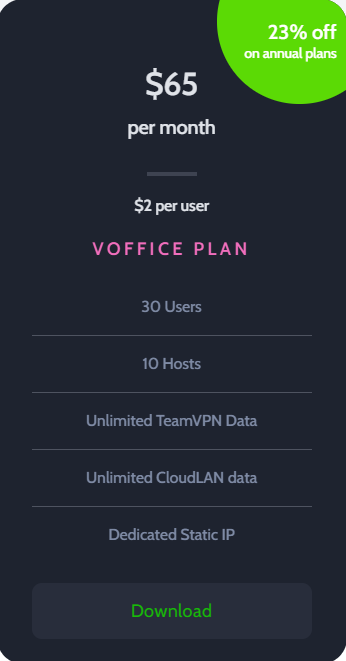 23% off
on annual plans
$65
per month
$2 per user
VOFFICE PLAN
30 Users
10 Hosts
Unlimited TeamVPN Data
Unlimited CloudLAN data
Dedicated Static IP
Download